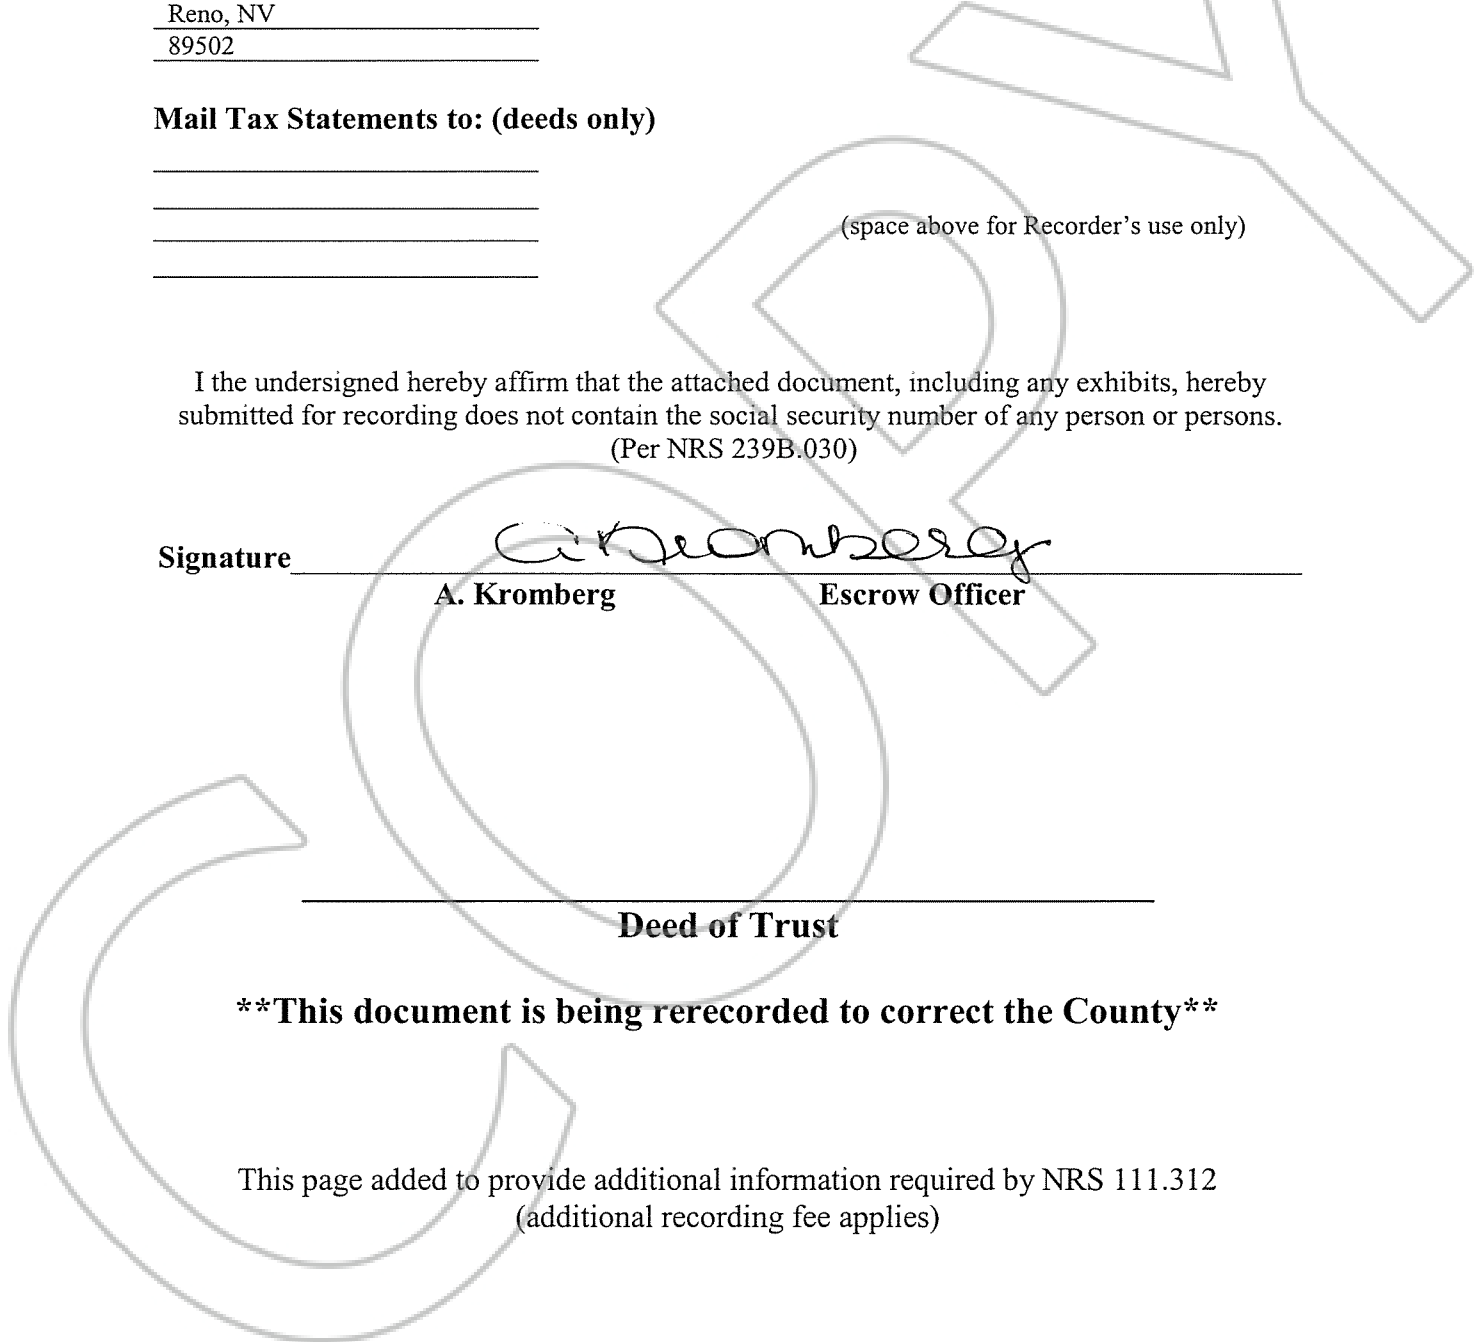 Reno, NV
89502
Mail Tax Statements to: (deeds only)
(space above for Recorder's use only)
I the undersigned hereby affirm that the attached document, including any exhibits, hereby
submitted for recording does not contain the social security number of any person or persons.
(Per NRS 239B.030)
Signature A Kromberg
A. Kromberg Escrow Officer
Deed of Trust
**This document is being rerecorded to correct the County**
This page added to provide additional information required by NRS 111.312
(additional recording fee applies)
COPY